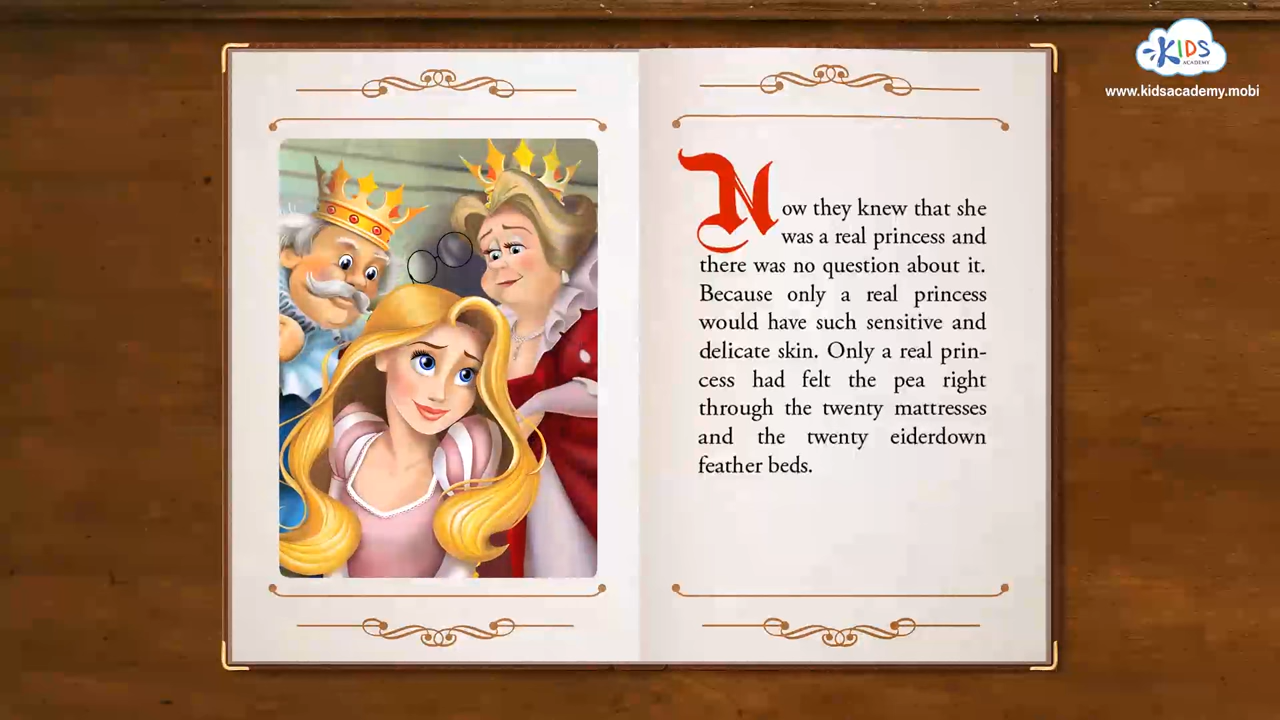 KIDS
ACADEMY
www.kidsacademy.mobi
Now they knew that she
was a real princess and
there was no question about it.
Because only a real princess
would have such sensitive and
delicate skin. Only a real prin-
cess had felt the pea right
through the twenty mattresses
and the twenty eiderdown
feather beds.